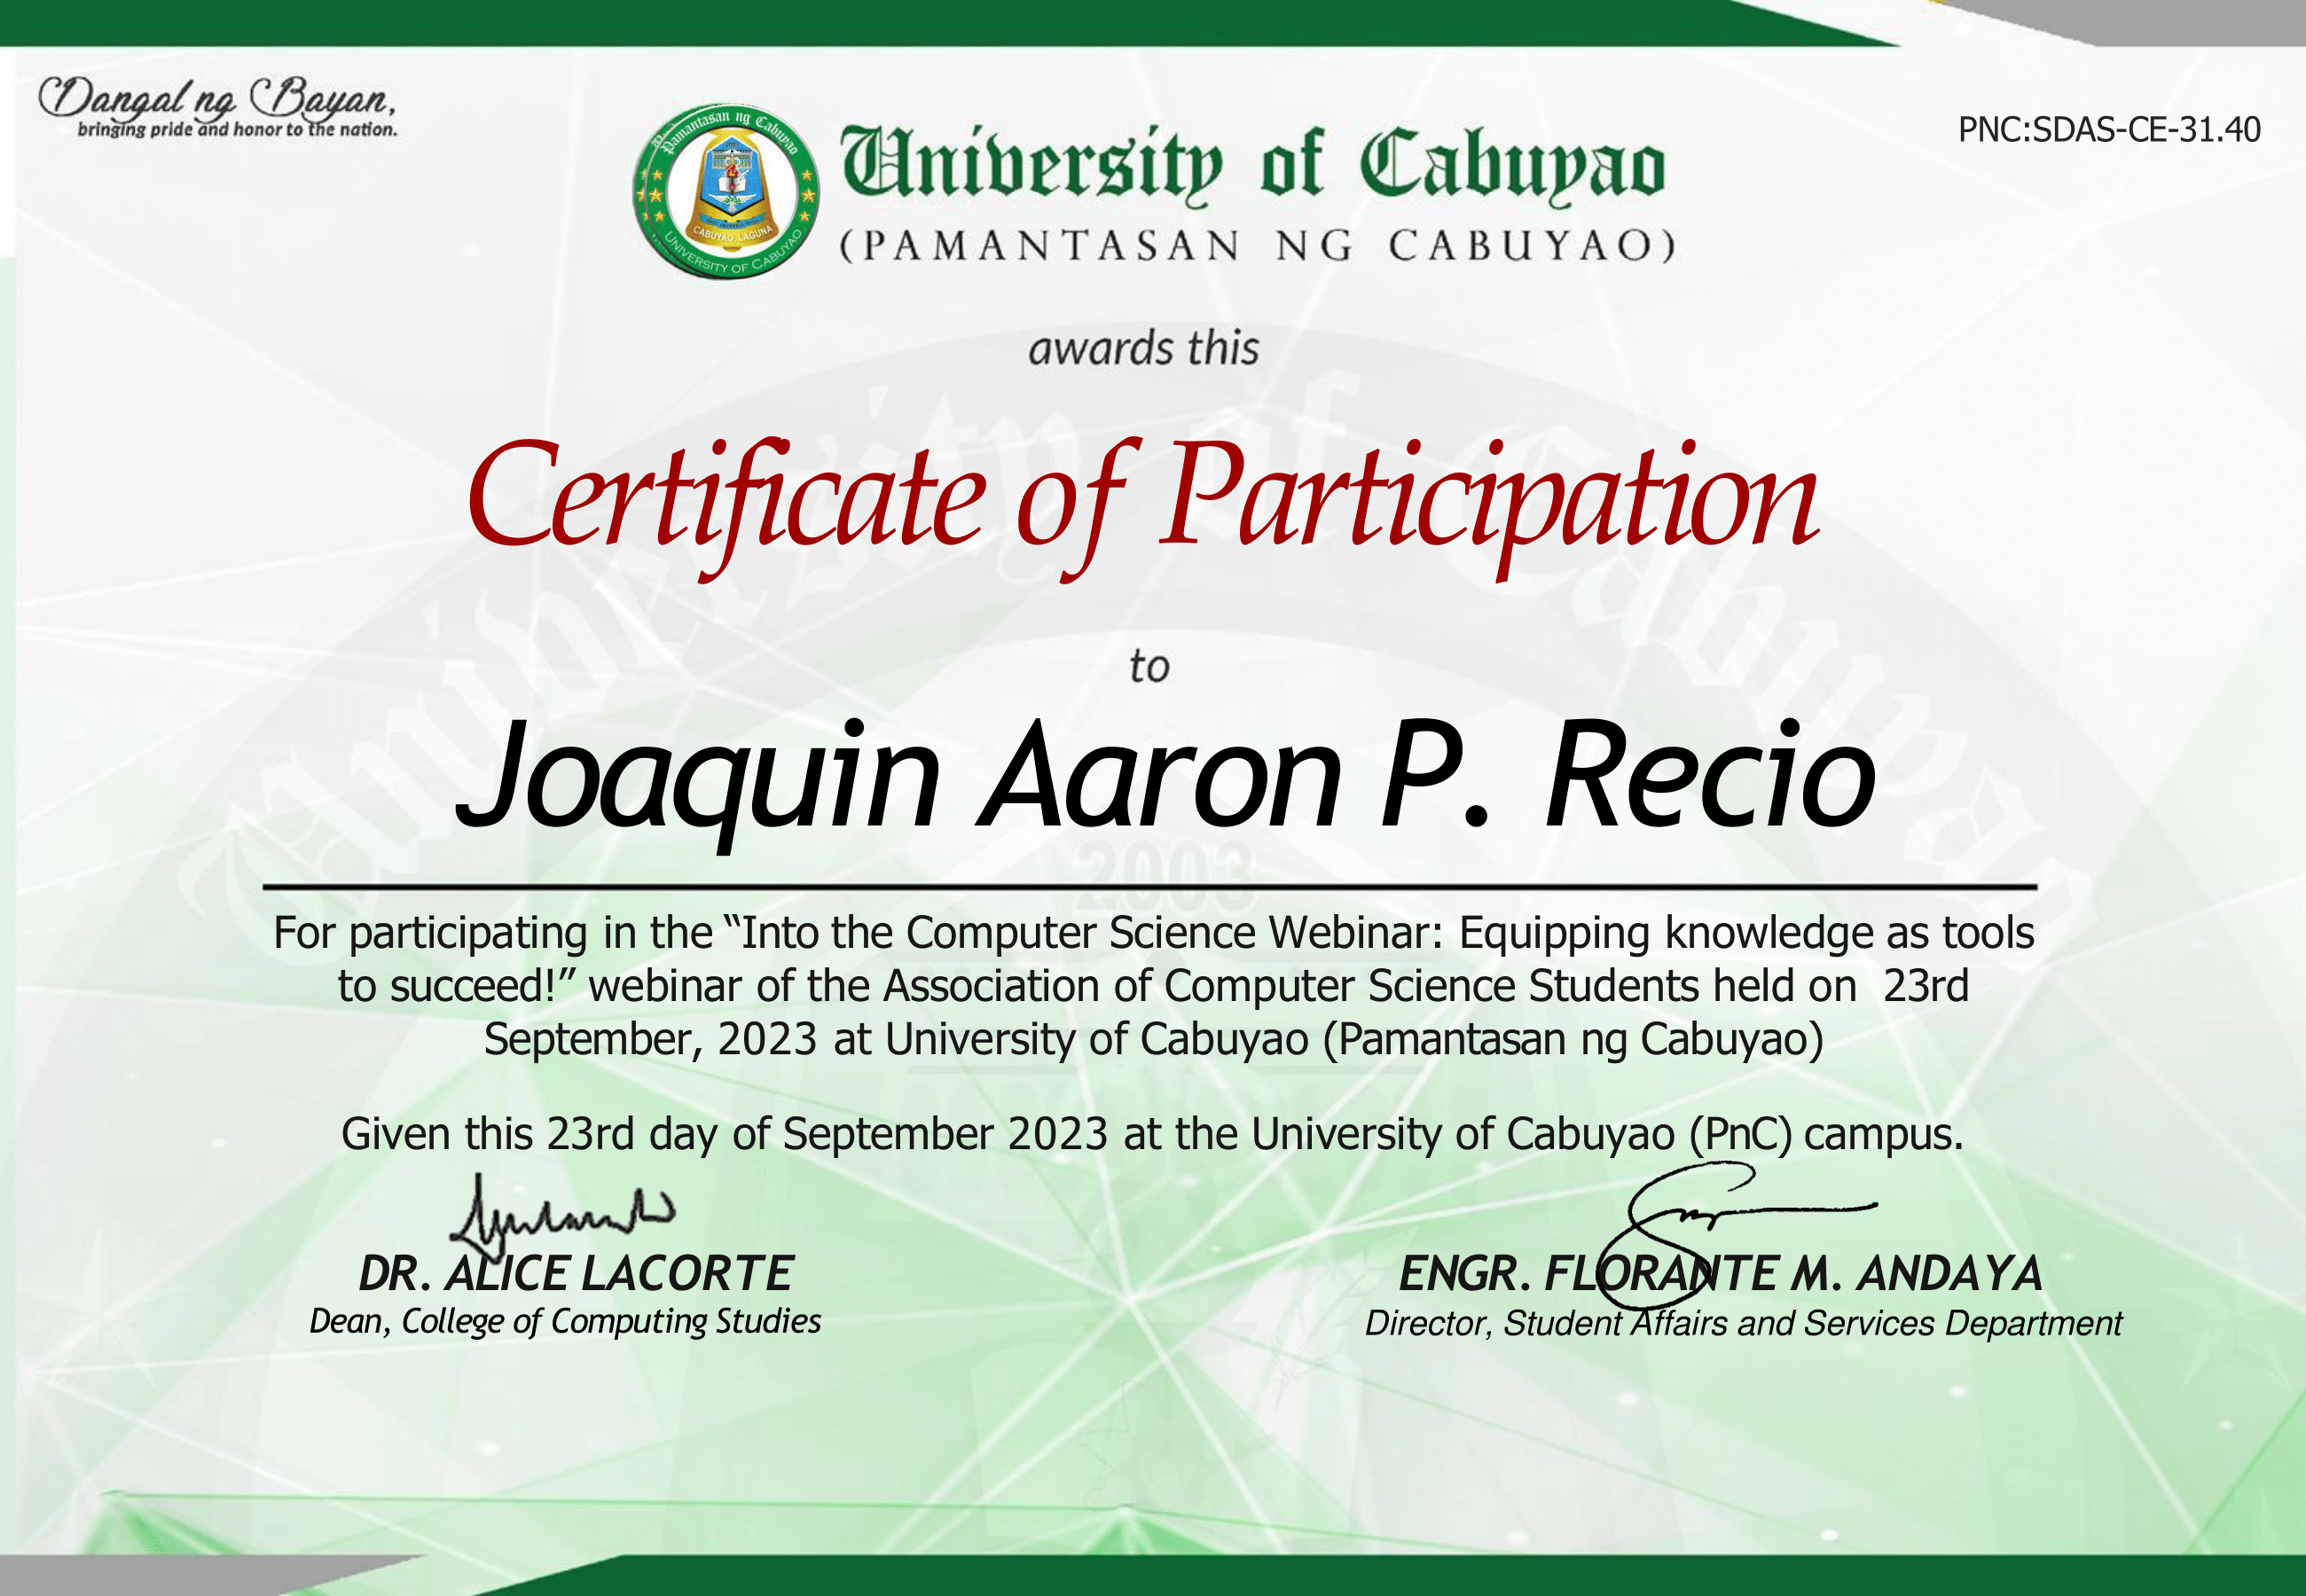 Dangal ng Bayan,
bringing pride and honor to the nation.
PNC:SDAS-CE-31.40
Pamantasan ng Cabuyao
CABUYAO LAGUNA
UNIVERSITY OF CABUYAO
University of Cabuyao
(PAMANTASAN NG CABUYAO)
awards this
Certificate of Participation
to
Joaquin Aaron P. Recio
University of Cabuyao
2003
For participating in the “Into the Computer Science Webinar: Equipping knowledge as tools
to succeed!” webinar of the Association of Computer Science Students held on 23rd
September, 2023 at University of Cabuyao (Pamantasan ng Cabuyao)
Given this 23rd day of September 2023 at the University of Cabuyao (PnC) campus.
DR. ALICE LACORTE
Dean, College of Computing Studies
ENGR. FLORANTE M. ANDAYA
Director, Student Affairs and Services Department